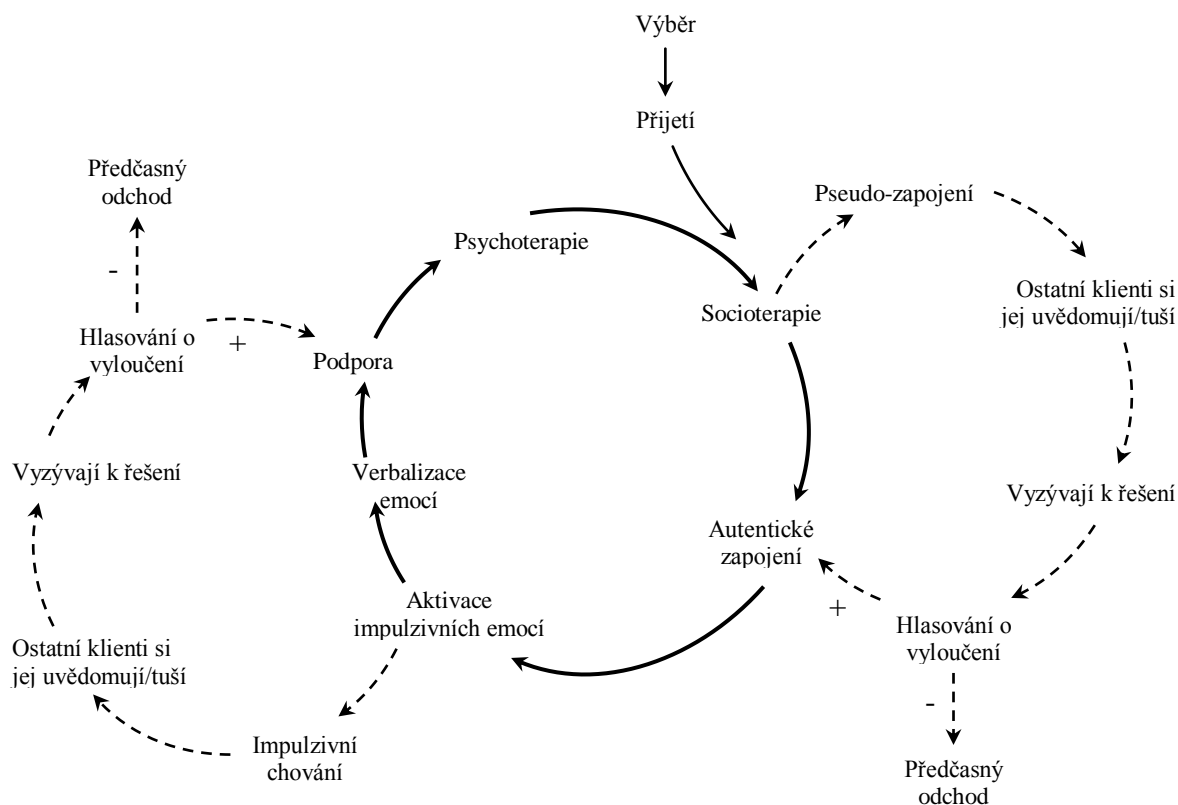 Výběr
Přijetí
Předčasný
odchod
Pseudo-zapojení
Psychoterapie
-
Ostatní klienti si
jej uvědomují/tuší
Socioterapie
Hlasování o
vyloučení
+
Podpora
Vyzývají k řešení
Verbalizace
emocí
Vyzývají k řešení
Autentické
zapojení
Aktivace
impulzivních emocí
+
Hlasování o
vyloučení
Ostatní klienti si
jej uvědomují/tuší
-
Impulzivní
chování
Předčasný
odchod